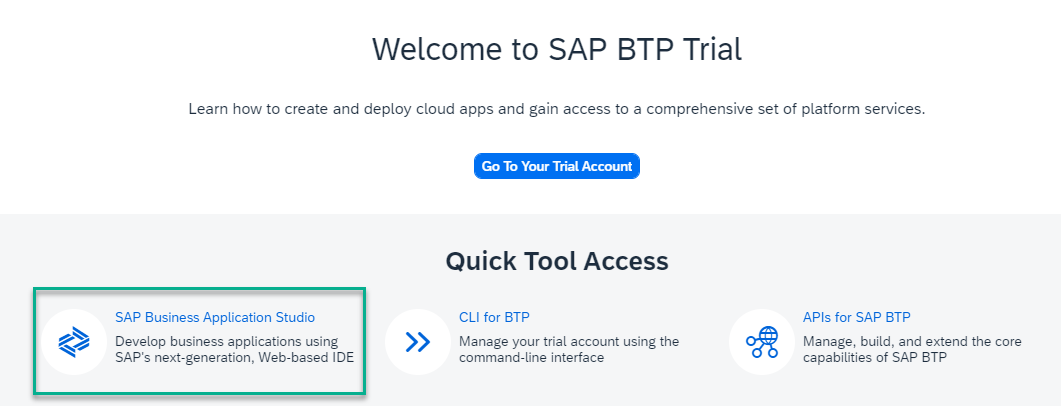 Welcome to SAP BTP Trial
Learn how to create and deploy cloud apps and gain access to a comprehensive set of platform services.
Go To Your Trial Account
Quick Tool Access
SAP Business Application Studio
Develop business applications using
SAP's next-generation, Web-based IDE
CLI for BTP
Manage your trial account using the
command-line interface
APIs for SAP BTP
Manage, build, and extend the core
capabilities of SAP BTP